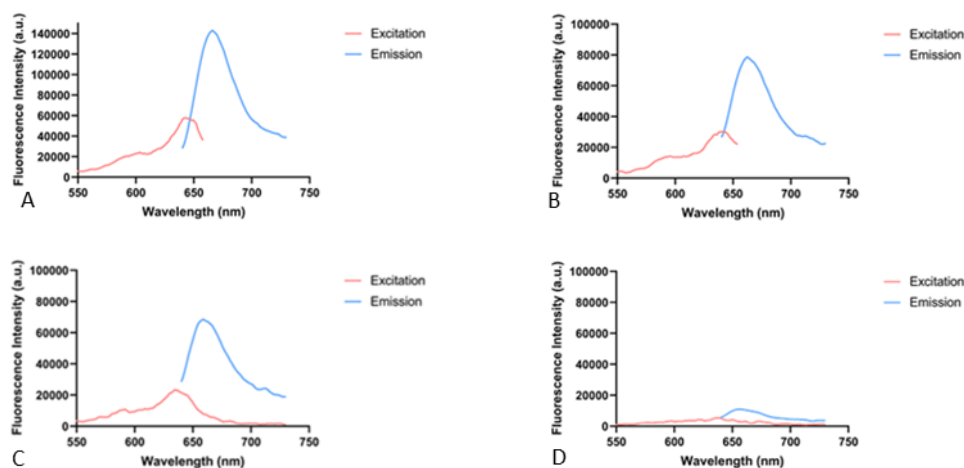 Fluorescence Intensity (a.u.)
140000
120000
100000
80000
60000
40000
20000
0
550
600
650
700
750
Wavelength (nm)
Excitation
Emission
A
Fluorescence Intensity (a.u.)
100000
80000
60000
40000
20000
0
550
600
650
700
750
Wavelength (nm)
Excitation
Emission
B
Fluorescence Intensity (a.u.)
100000
80000
60000
40000
20000
0
550
600
650
700
750
Wavelength (nm)
Excitation
Emission
C
Fluorescence Intensity (a.u.)
100000
80000
60000
40000
20000
0
550
600
650
700
750
Wavelength (nm)
Excitation
Emission
D